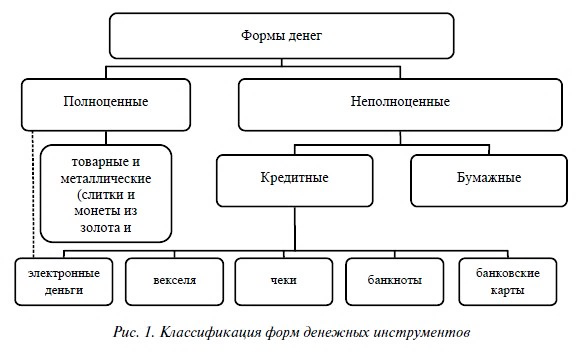 Формы денег
Полноценные
Неполноценные
товарные и
металлические
(слитки и
монеты из
золота и
Кредитные
Бумажные
электронные
деньги
векселя
чеки
банкноты
банковские
карты
Рис. 1. Классификация форм денежных инструментов